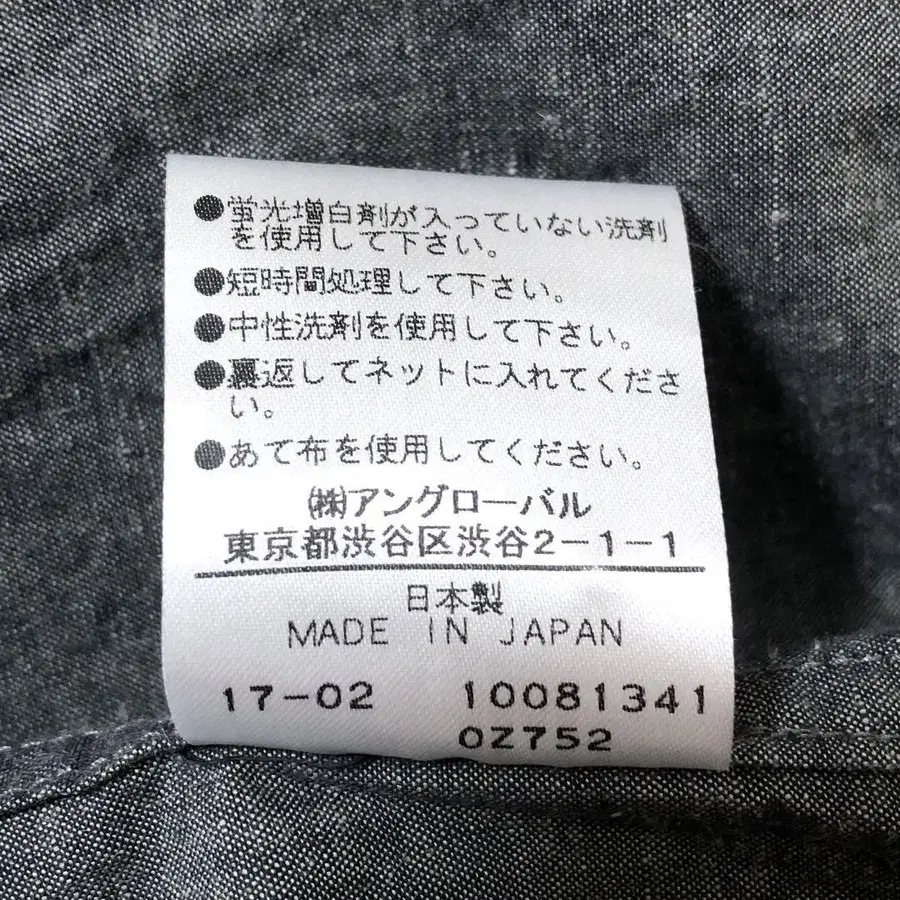 ●蛍光増白剤が入っていない洗剤
を使用して下さい。
●短時間処理して下さい。
●中性洗剤を使用して下さい。
●裏返してネットに入れてくださ
い。
●あて布を使用してください。
㈱アングローバル
東京都渋谷区渋谷2-1-1
日本製
MADE IN JAPAN
17-02 10081341
OZ752